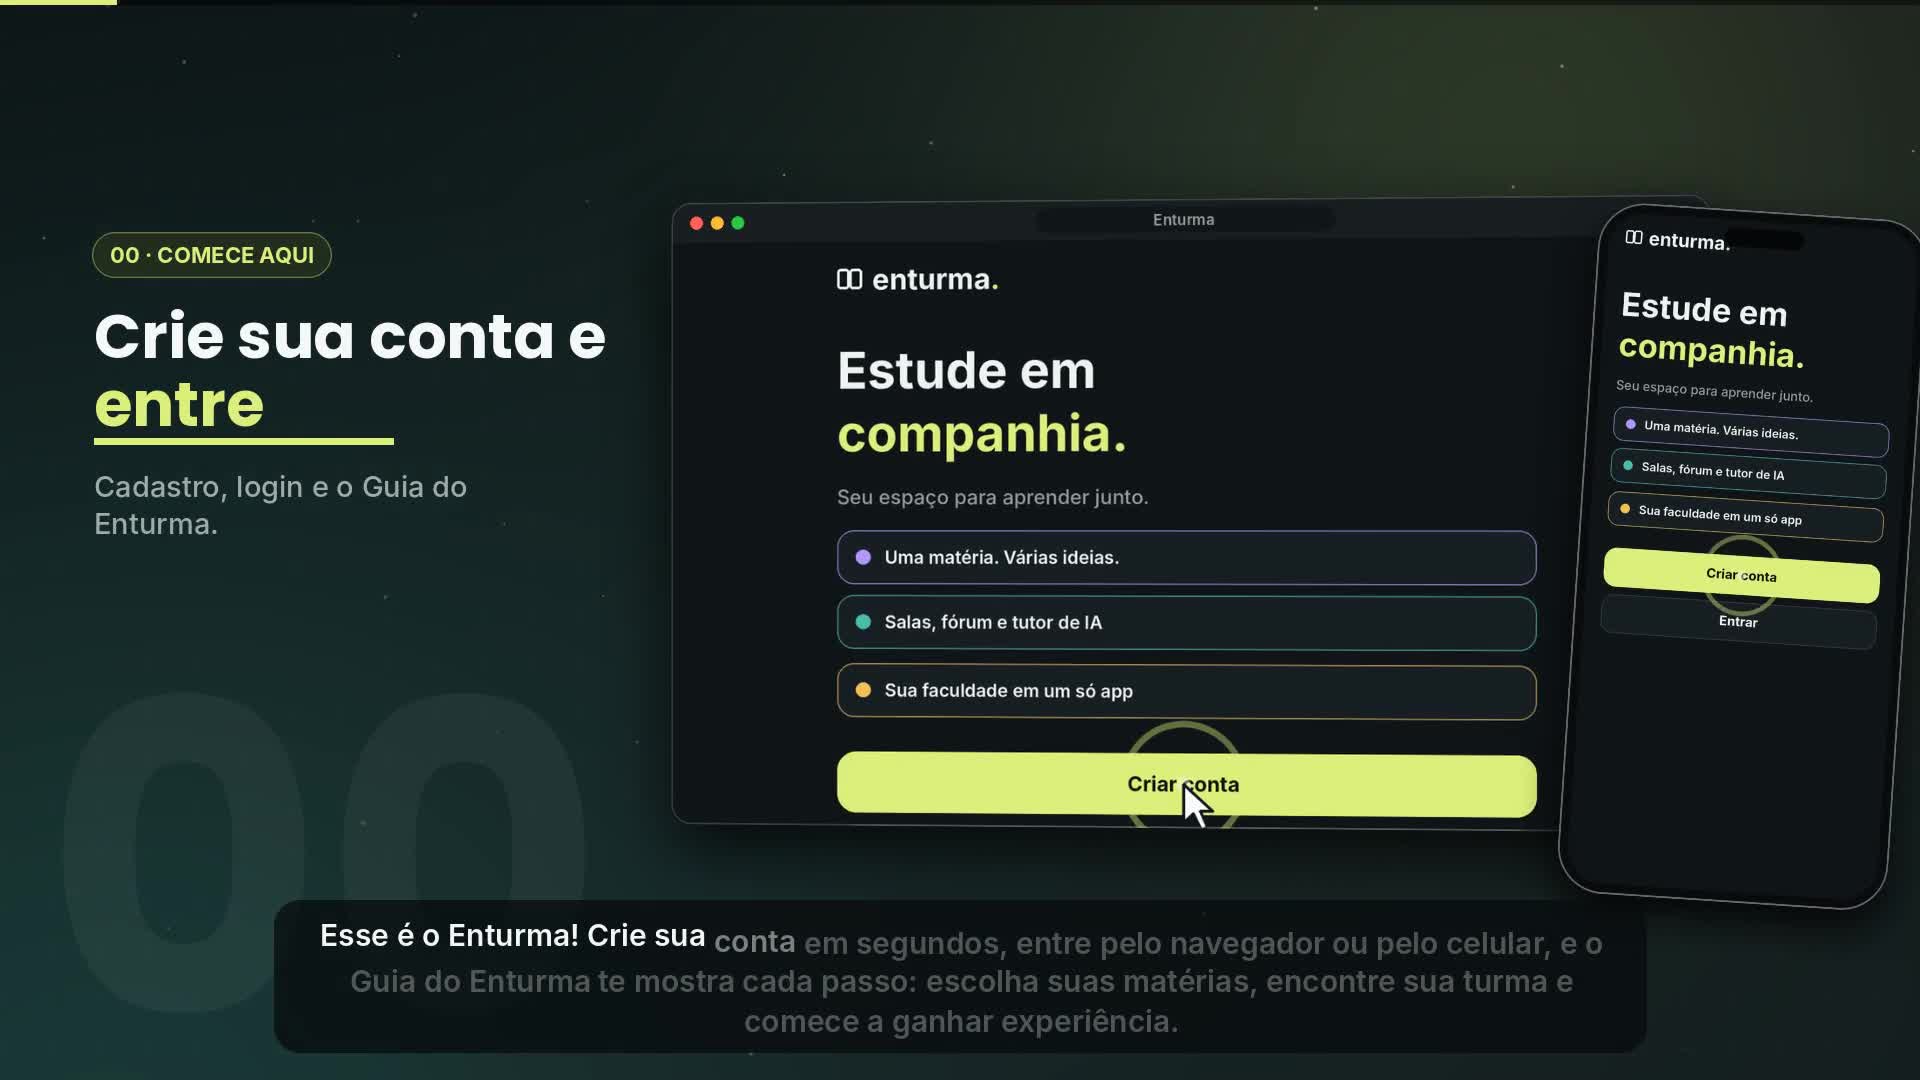 00 · COMECE AQUI
Crie sua conta e
entre
Cadastro, login e o Guia do
Enturma.
00
Enturma
enturma.
Estude em
companhia.
Seu espaço para aprender junto.
Uma matéria. Várias ideias.
Salas, fórum e tutor de IA
Sua faculdade em um só app
Criar conta
enturma.
Estude em
companhia.
Seu espaço para aprender junto.
Uma matéria. Várias ideias.
Salas, fórum e tutor de IA
Sua faculdade em um só app
Criar conta
Entrar
Esse é o Enturma! Crie sua conta em segundos, entre pelo navegador ou pelo celular, e o
Guia do Enturma te mostra cada passo: escolha suas matérias, encontre sua turma e
comece a ganhar experiência.